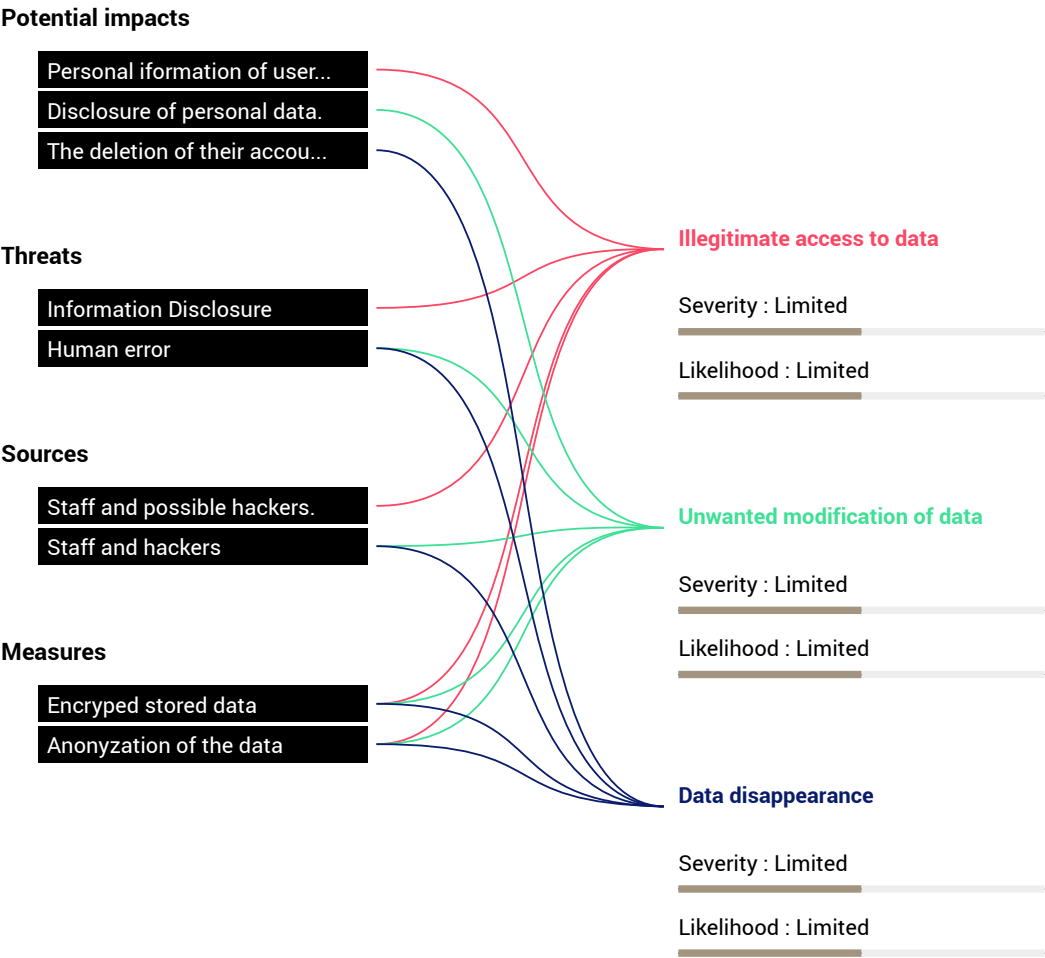 Potential impacts
Personal iformation of user...
Disclosure of personal data.
The deletion of their accou...
Threats
Information Disclosure
Human error
Sources
Staff and possible hackers.
Staff and hackers
Measures
Encryped stored data
Anonyzation of the data
Illegitimate access to data
Severity : Limited
Likelihood : Limited
Unwanted modification of data
Severity : Limited
Likelihood : Limited
Data disappearance
Severity : Limited
Likelihood : Limited